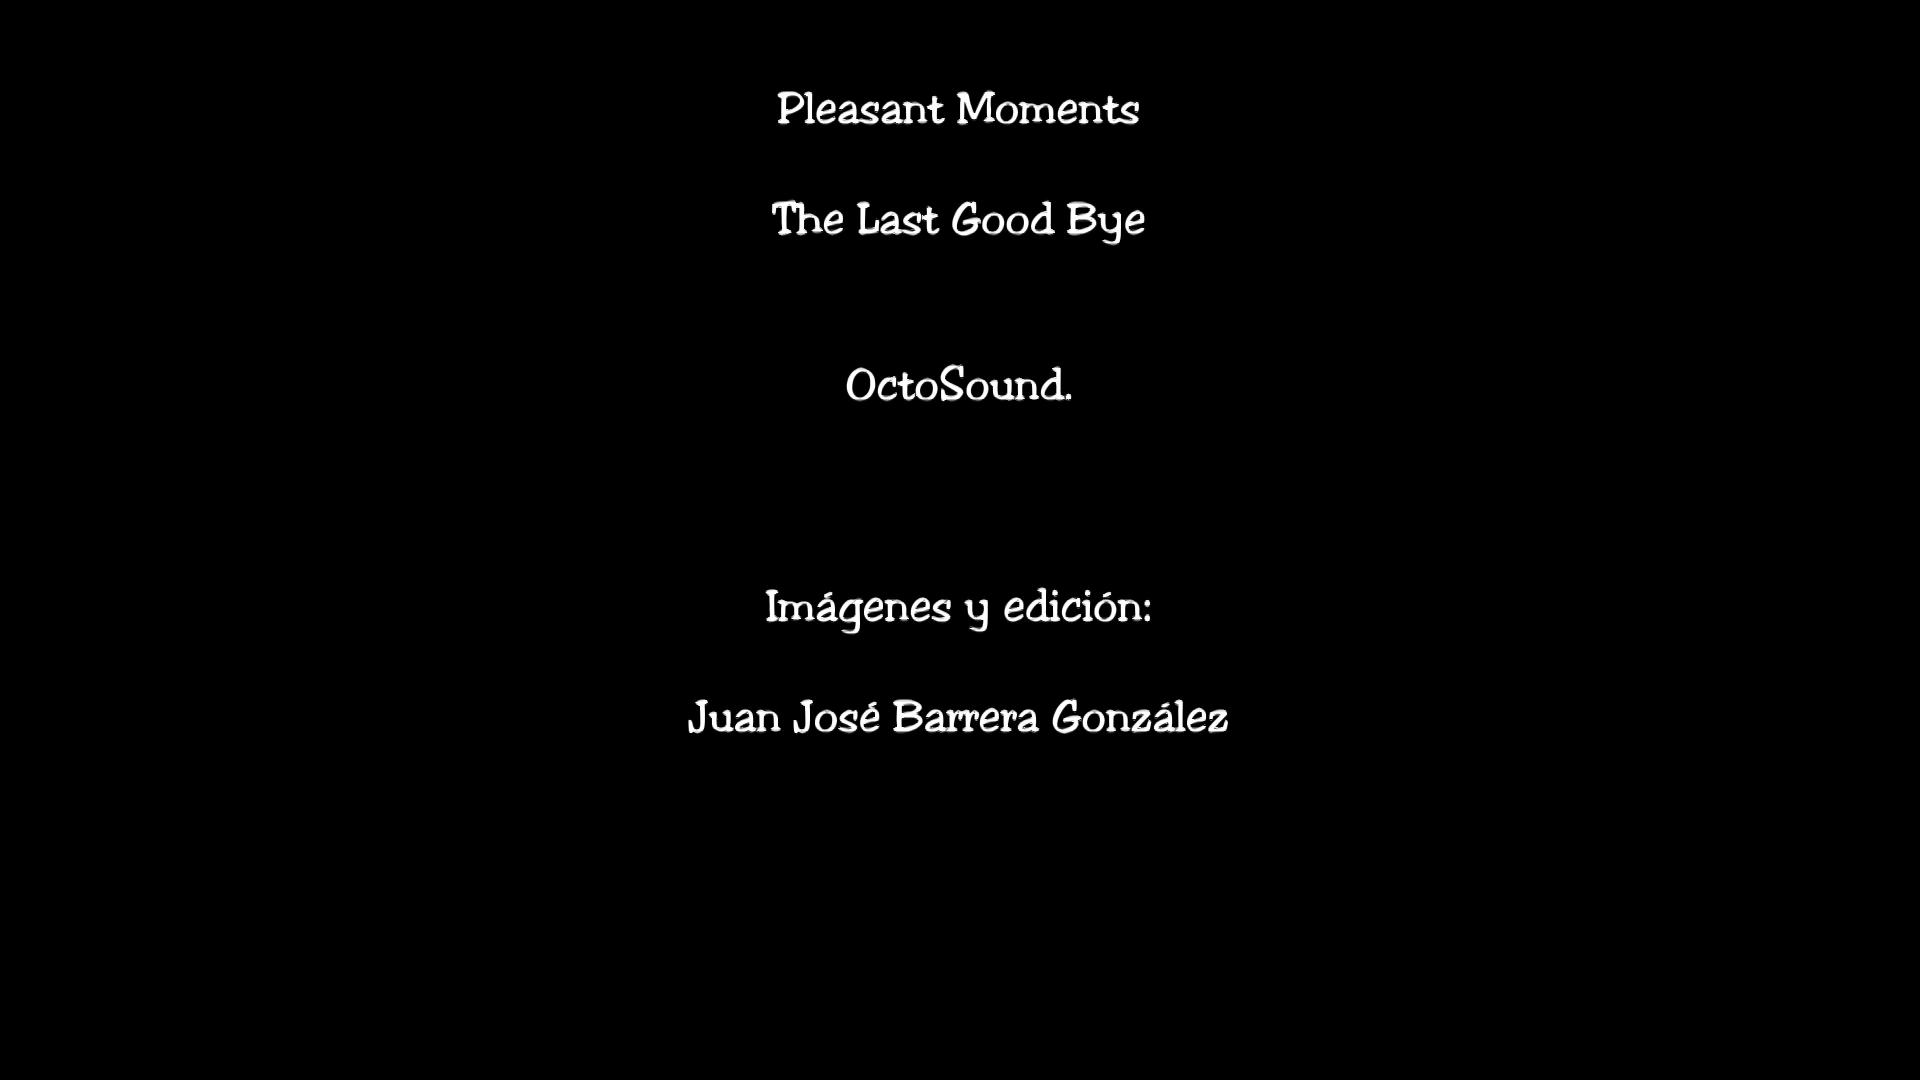 Pleasant Moments
The Last Good Bye
OctoSound.
Imágenes y edición:
Juan José Barrera González